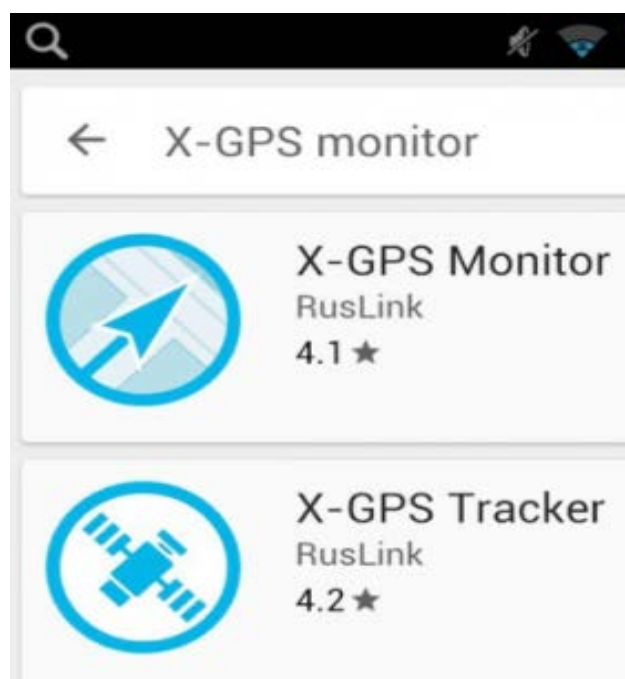 X-GPS monitor
X-GPS Monitor
RusLink
4.1 ★
X-GPS Tracker
RusLink
4.2 ★